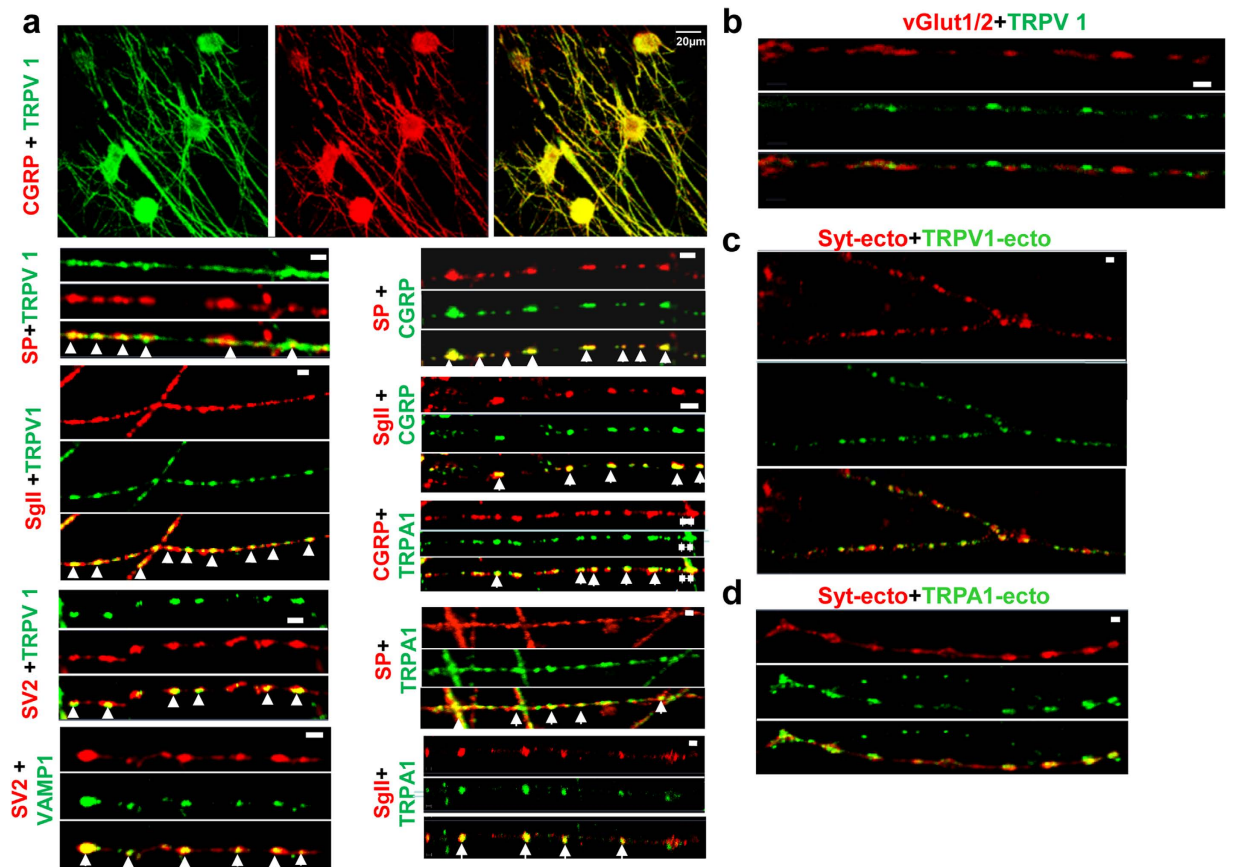 a
CGRP + TRPV 1
20µm
SP+TRPV 1
SgII +TRPV1
SV2 +TRPV 1
SV2 +
VAMP1
SP +
CGRP
SgII +
CGRP
CGRP+
TRPA1
SP+
TRPA1
SgII+
TRPA1
b
vGlut1/2+TRPV 1
c
Syt-ecto+TRPV1-ecto
d
Syt-ecto+TRPA1-ecto